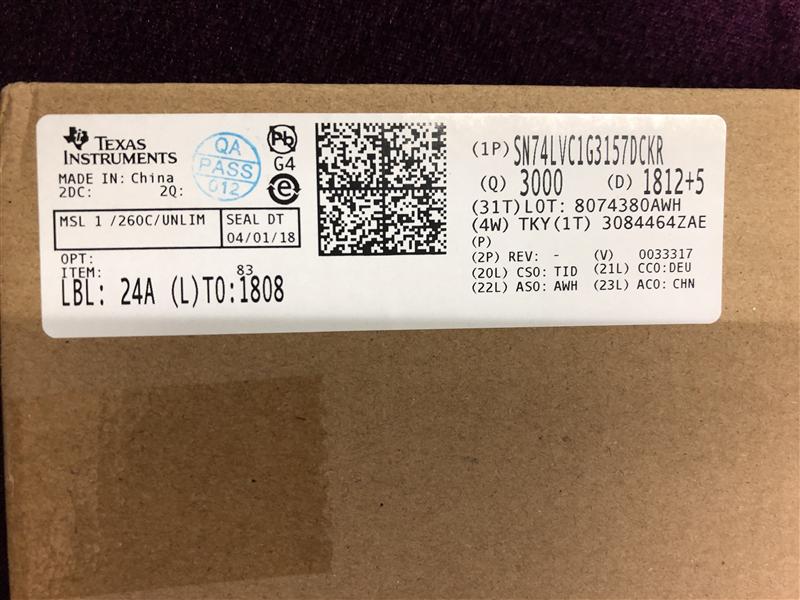 TEXAS
INSTRUMENTS
MADE IN: China
2DC: 2Q:
MSL 1 /260C/UNLIM
SEAL DT
04/01/18
OPT:
ITEM: 83
LBL: 24A (L)TO:1808
QA
PASS
012
Pb
G4
e
(1P) SN74LVC1G3157DCKR
(Q) 3000 (D) 1812+5
(31T) LOT: 8074380AWH
(4W) TKY(1T) 3084464ZAE
(P)
(2P) REV: - (V) 0033317
(20L) CSO: TID (21L) CCO:DEU
(22L) ASO: AWH (23L) ACO: CHN